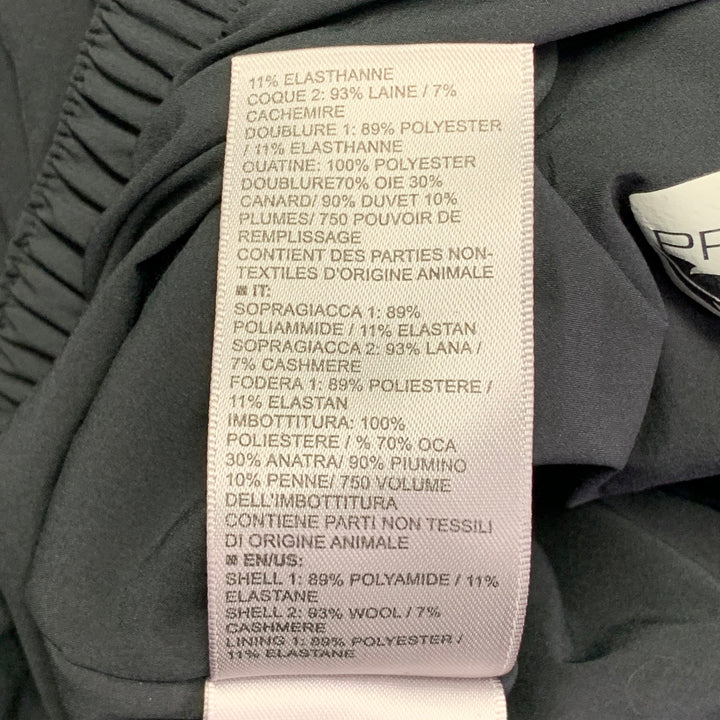 11% ELASTHANNE
COQUE 2: 93% LAINE / 7%
CACHEMIRE
DOUBLURE 1: 89% POLYESTER
/ 11% ELASTHANNE
OUATINE: 100% POLYESTER
DOUBLURE70% OIE 30%
CANARD/ 90% DUVET 10%
PLUMES/ 750 POUVOIR DE
REMPLISSAGE
CONTIENT DES PARTIES NON-
TEXTILES D'ORIGINE ANIMALE
IT:
SOPRAGIACCA 1: 89%
POLIAMMIDE / 11% ELASTAN
SOPRAGIACCA 2: 93% LANA /
7% CASHMERE
FODERA 1: 89% POLIESTERE /
11% ELASTAN
IMBOTTITURA: 100%
POLIESTERE / % 70% OCA
30% ANATRA/ 90% PIUMINO
10% PENNE/ 750 VOLUME
DELL'IMBOTTITURA
CONTIENE PARTI NON TESSILI
DI ORIGINE ANIMALE
EN/US:
SHELL 1: 89% POLYAMIDE / 11%
ELASTANE
SHELL 2: 93% WOOL / 7%
CASHMERE
LINING 1: 89% POLYESTER /
11% ELASTANE